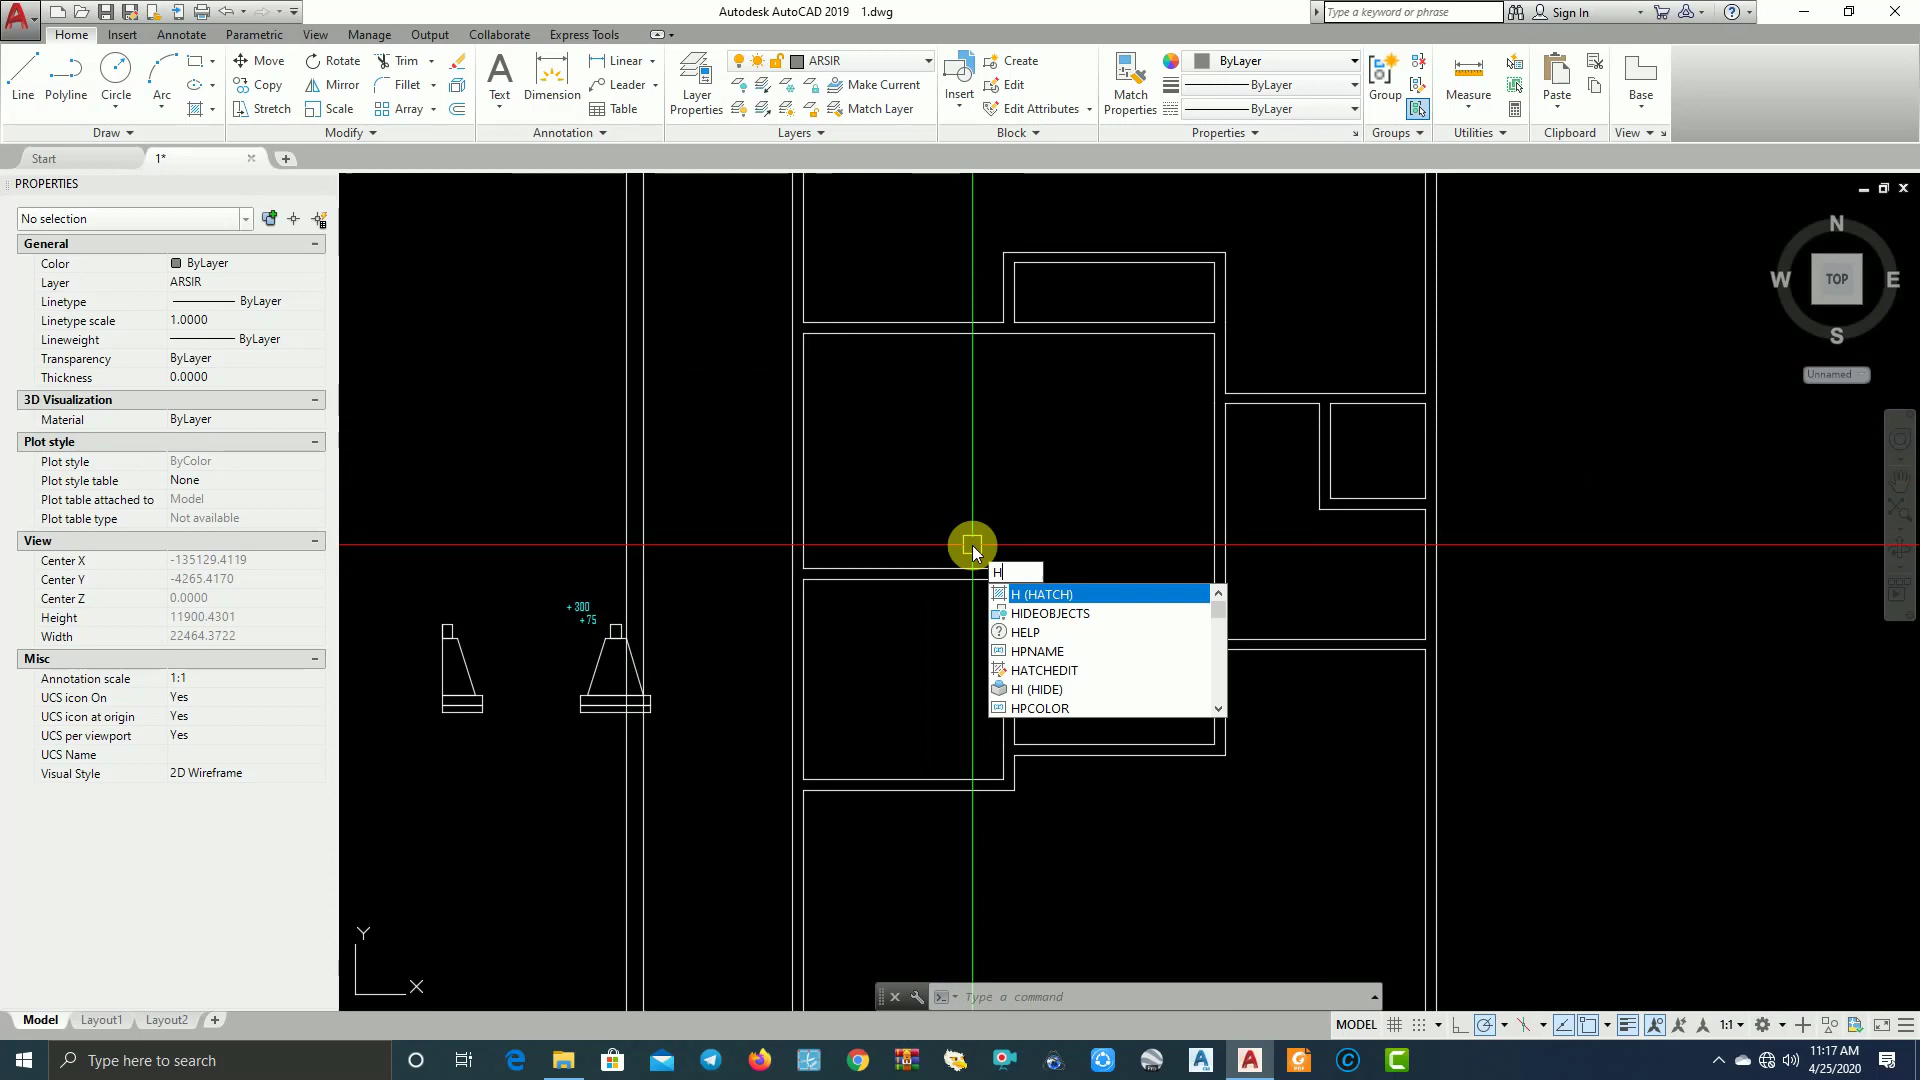 Autodesk AutoCAD 2019 1.dwg
Type a keyword or phrase
Sign In
Home Insert Annotate Parametric View Manage Output Collaborate Express Tools
Line Polyline Circle Arc
Move Rotate Trim
Copy Mirror Fillet
Stretch Scale Array
Text Dimension
Linear
Leader
Table
Layer
Properties
ARSIR
Make Current
Match Layer
Insert
Create
Edit
Edit Attributes
Match
Properties
ByLayer
ByLayer
ByLayer
Group
Measure
Paste
Base
Draw Modify Annotation Layers Block Properties Groups Utilities Clipboard View
Start 1*
PROPERTIES
No selection
General
Color ByLayer
Layer ARSIR
Linetype ByLayer
Linetype scale 1.0000
Lineweight ByLayer
Transparency ByLayer
Thickness 0.0000
3D Visualization
Material ByLayer
Plot style
Plot style ByColor
Plot style table None
Plot table attached to Model
Plot table type Not available
View
Center X -135129.4119
Center Y -4265.4170
Center Z 0.0000
Height 11900.4301
Width 22464.3722
Misc
Annotation scale 1:1
UCS icon On Yes
UCS icon at origin Yes
UCS per viewport Yes
UCS Name
Visual Style 2D Wireframe
N
W TOP E
S
Unnamed
+ 300
+ 75
H
H (HATCH)
HIDEOBJECTS
HELP
HPNAME
HATCHEDIT
HI (HIDE)
HPCOLOR
Y
X
Type a command
Model Layout1 Layout2
MODEL 1:1
Type here to search
11:17 AM
4/25/2020